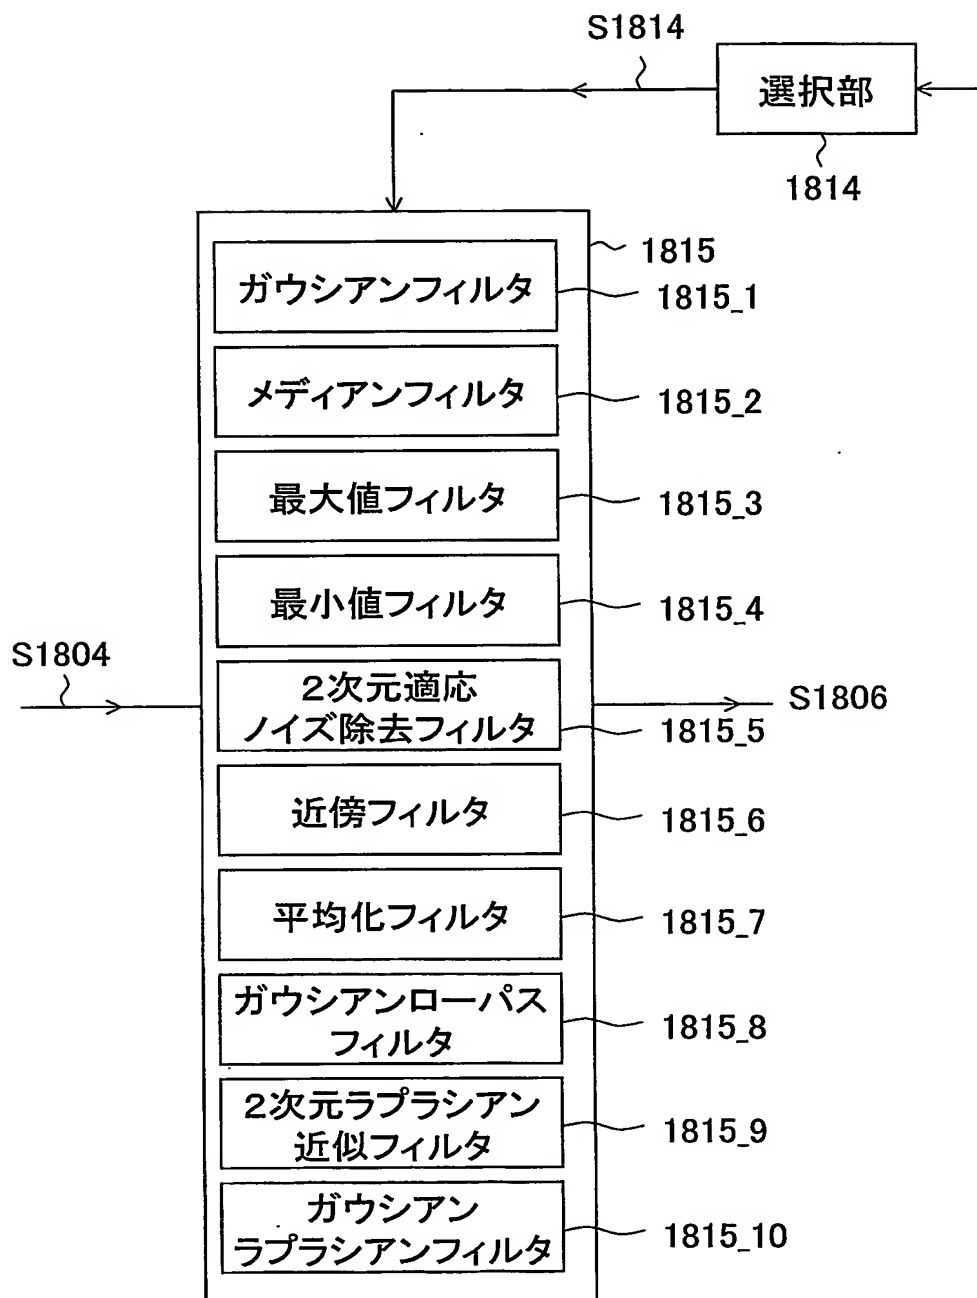 S1814
選択部
1814
1815
ガウシアンフィルタ
1815_1
メディアンフィルタ
1815_2
最大値フィルタ
1815_3
最小値フィルタ
1815_4
S1804
2次元適応
ノイズ除去フィルタ
1815_5
S1806
近傍フィルタ
1815_6
平均化フィルタ
1815_7
ガウシアンローパス
フィルタ
1815_8
2次元ラプラシアン
近似フィルタ
1815_9
ガウシアン
ラプラシアンフィルタ
1815_10